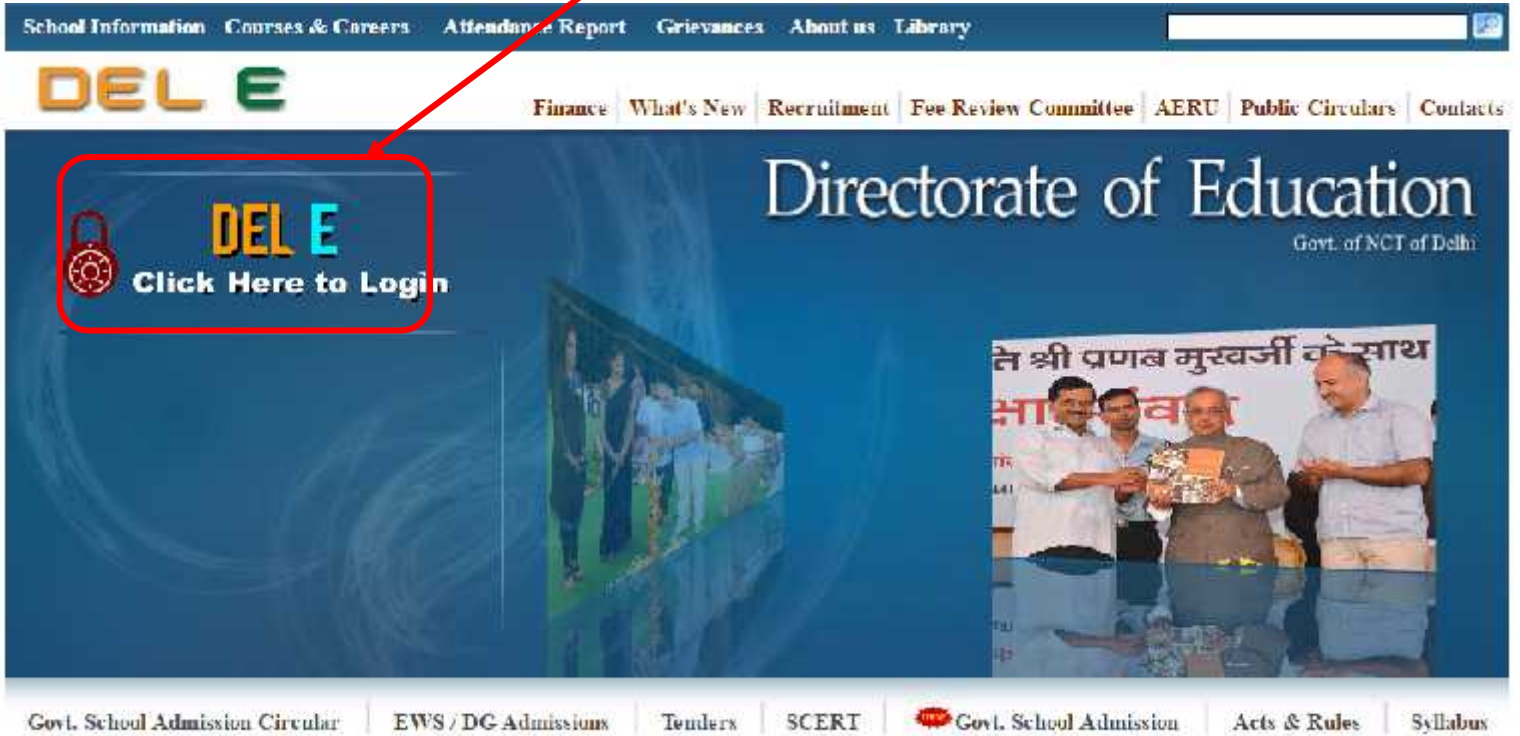 School Information Courses & Careers Attendance Report Grievances About us Library
DEL E
Finance What's New Recruitment Fee Review Committee AERU Public Circulars Contacts
Directorate of Education
Govt. of NCT of Delhi
DEL E
Click Here to Login
ते श्री प्रणब मुखर्जी के साथ
Govt. School Admission Circular EWS / DG Admissions Tenders SCERT Govt. School Admission Acts & Rules Syllabus